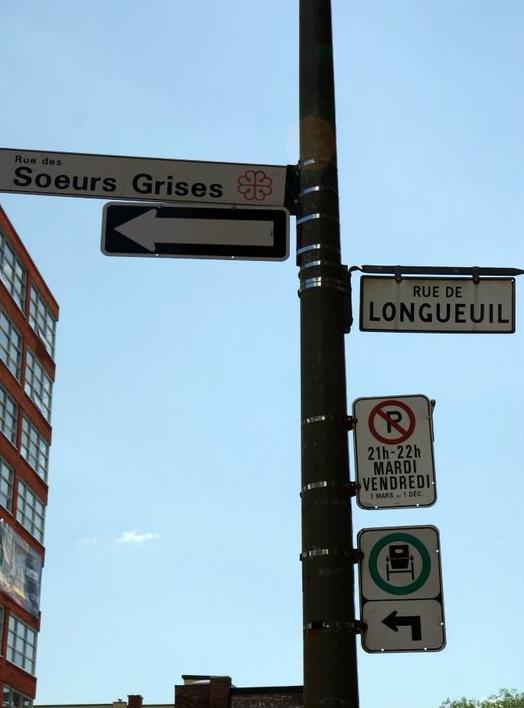 Rue des
Soeurs Grises
RUE DE
LONGUEUIL
P
21h-22h
MARDI
VENDREDI
1 MARS AU 1 DÉC.